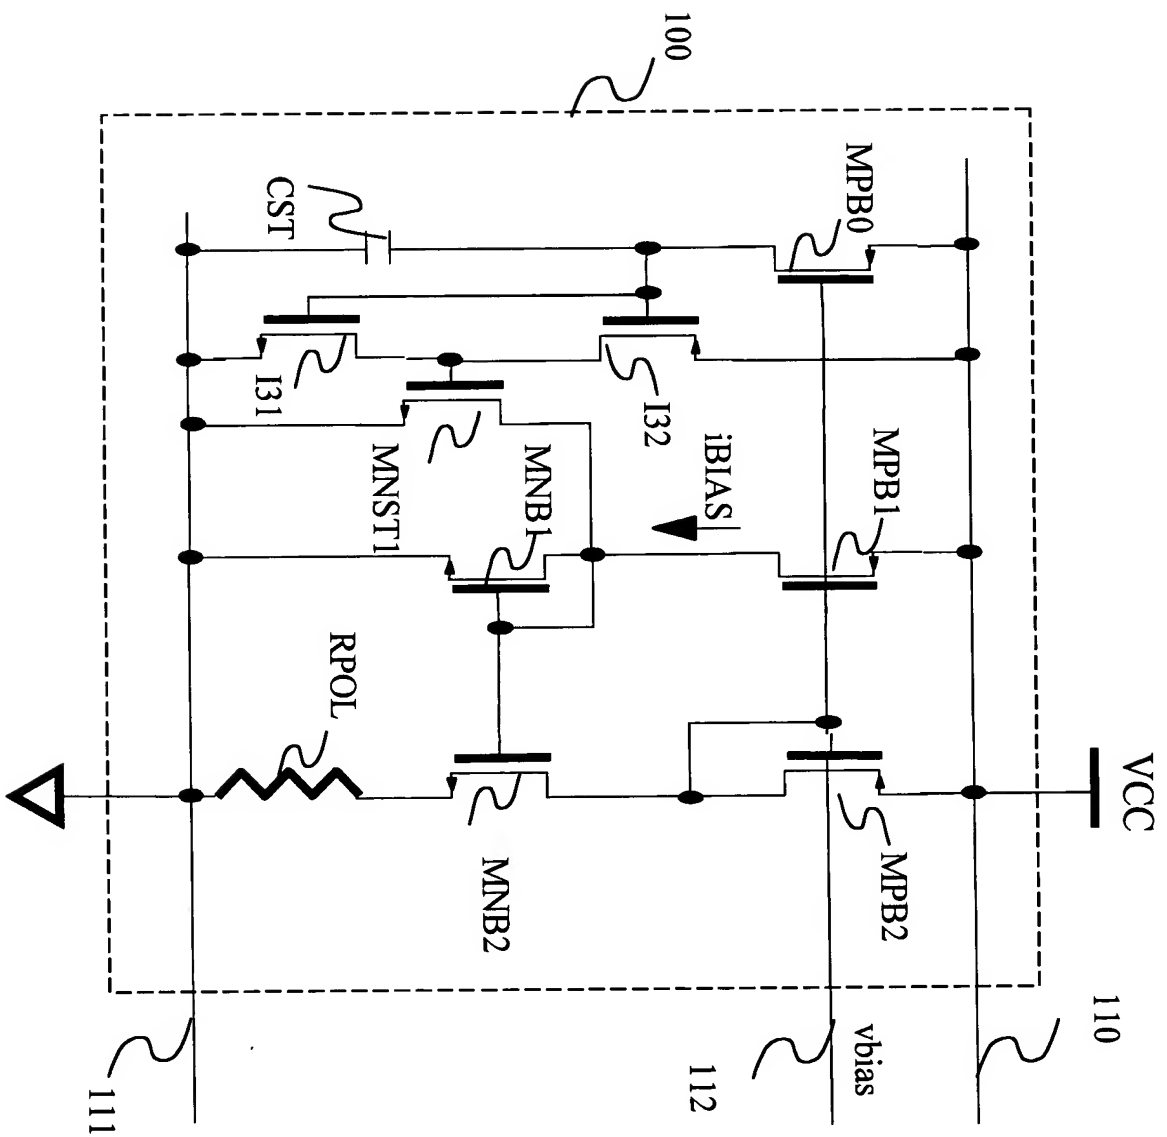 VCC
110
100
MPB0
MPB1
MPB2
vbias
112
I32
iBIAS
MNB1
MNB2
CST
I31
MNST1
RPOL
111